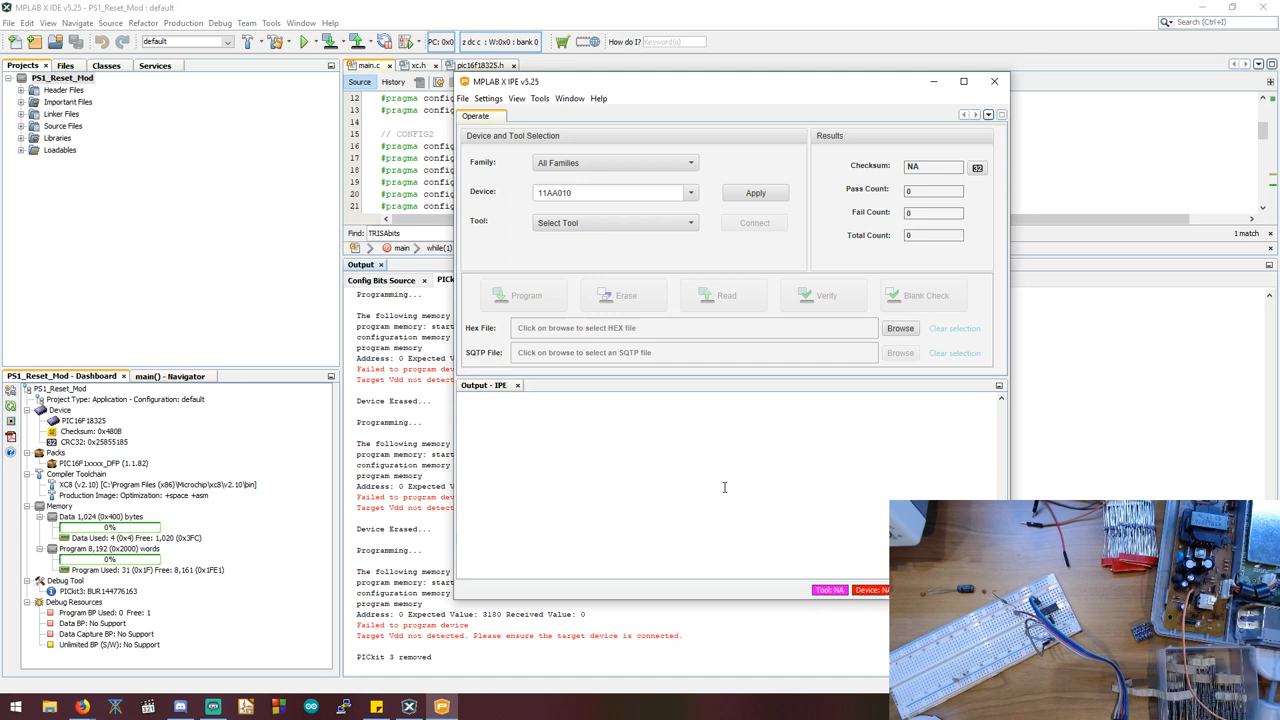 MPLAB X IDE v5.25 - PS1_Reset_Mod : default
File Edit View Navigate Source Refactor Production Debug Team Tools Window Help
Search (Ctrl+I)
default
PC: 0x0
z dc c : W:0x0 : bank 0
How do I? Keyword(s)
Projects x Files Classes Services
PS1_Reset_Mod
Header Files
Important Files
Linker Files
Source Files
Libraries
Loadables
main.c xc.h pic16f18325.h
Source History
12 #pragma config
13 #pragma config
14
15 // CONFIG2
16 #pragma config
17 #pragma config
18 #pragma config
19 #pragma config
20 #pragma config
21 #pragma config
Find: TRISAbits
1 match
main while(1)
Output
Config Bits Source
Programming...
The following memory
program memory: start
configuration memory
program memory
Address: 0 Expected V
Failed to program dev
Target Vdd not detect
Device Erased...
Programming...
The following memory
program memory: start
configuration memory
program memory
Address: 0 Expected V
Failed to program dev
Target Vdd not detect
Device Erased...
Programming...
The following memory
program memory: start
configuration memory
program memory
Address: 0 Expected Value: 3180 Received Value: 0
Failed to program device
Target Vdd not detected. Please ensure the target device is connected.
PICkit 3 removed
MPLAB X IPE v5.25
File Settings View Tools Window Help
Operate
Device and Tool Selection
Family: All Families
Device: 11AA010 Apply
Tool: Select Tool Connect
Results
Checksum: NA 32
Pass Count: 0
Fail Count: 0
Total Count: 0
Program Erase Read Verify Blank Check
Hex File: Click on browse to select HEX file Browse Clear selection
SQTP File: Click on browse to select an SQTP file Browse Clear selection
Output - IPE
Tool: NA Device: NA
PS1_Reset_Mod - Dashboard main() - Navigator
PS1_Reset_Mod
Project Type: Application - Configuration: default
Device
PIC16F18325
Checksum: 0x480B
CRC32: 0x25855185
Packs
PIC16F1xxxx_DFP (1.1.82)
Compiler Toolchain
XC8 (v2.10) [C:\Program Files (x86)\Microchip\xc8\v2.10\bin]
Production Image: Optimization: +space +asm
Memory
Data 1,024 (0x400) bytes
0%
Data Used: 4 (0x4) Free: 1,020 (0x3FC)
Program 8,192 (0x2000) words
0%
Program Used: 31 (0x1F) Free: 8,161 (0x1FE1)
Debug Tool
PICkit3: BUR144776163
Debug Resources
Program BP Used: 0 Free: 1
Data BP: No Support
Data Capture BP: No Support
Unlimited BP (S/W): No Support